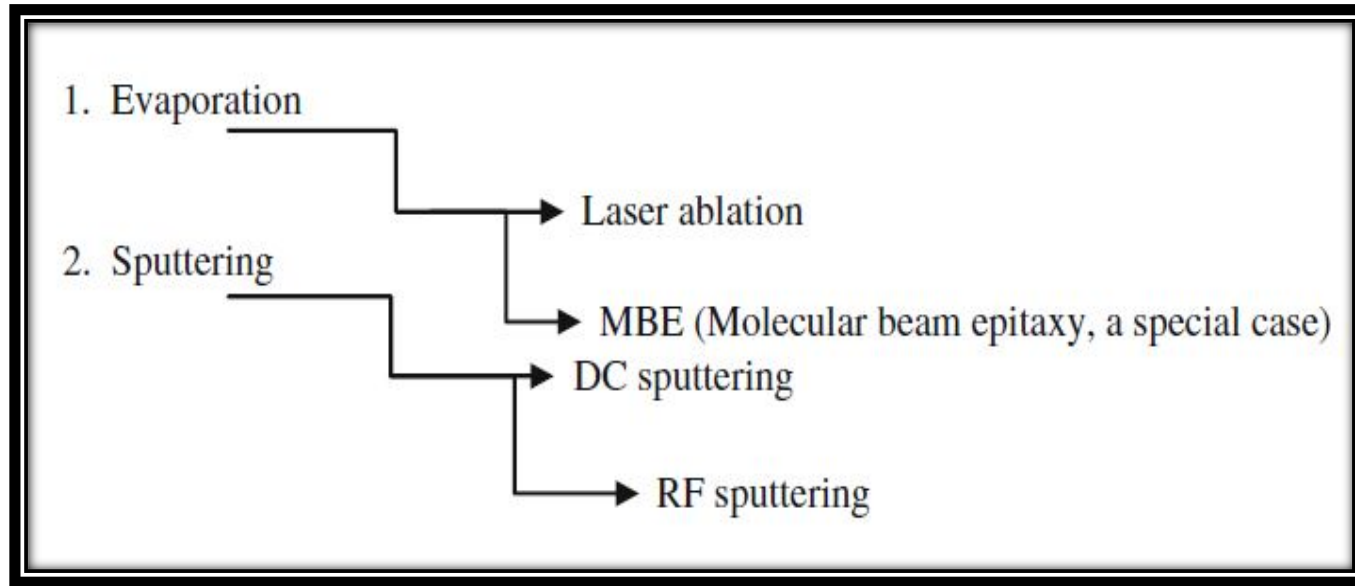 1. Evaporation
Laser ablation
2. Sputtering
MBE (Molecular beam epitaxy, a special case)
DC sputtering
RF sputtering